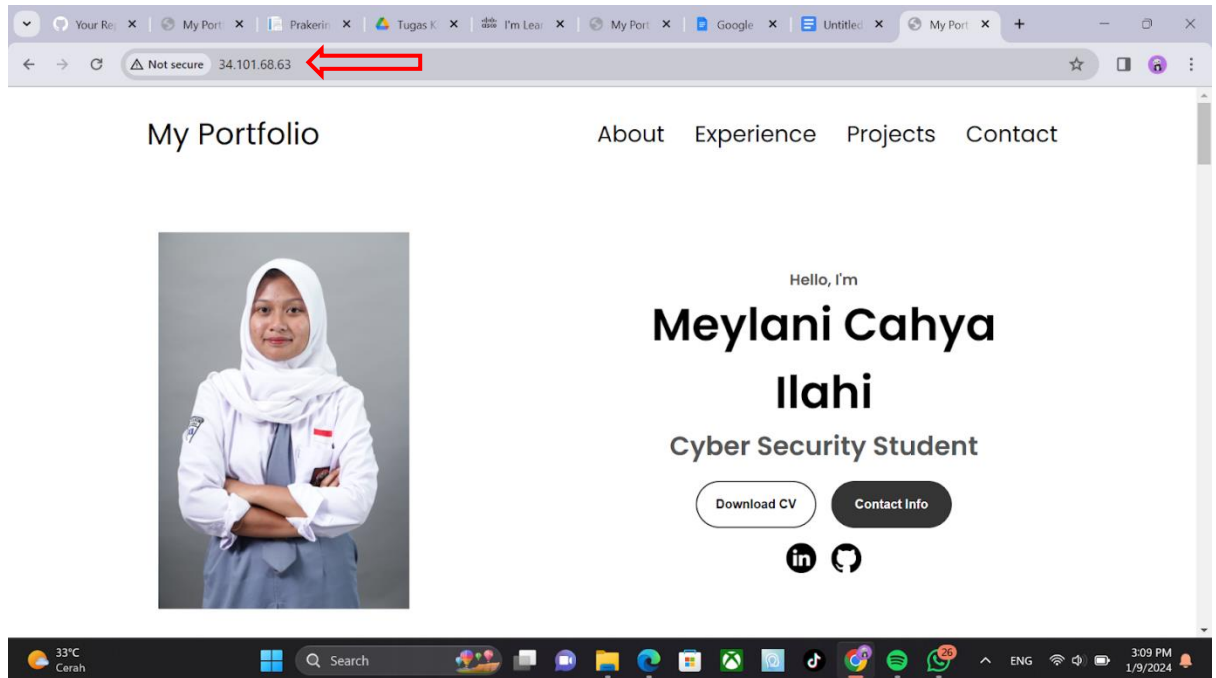 Your Re
My Port
Prakerin
Tugas K
I'm Lear
My Port
Google
Untitled
My Port
Not secure 34.101.68.63
My Portfolio
About Experience Projects Contact
Hello, I'm
Meylani Cahya
Ilahi
Cyber Security Student
Download CV Contact Info
in
33°C
Cerah
Search
26
ENG
3:09 PM
1/9/2024